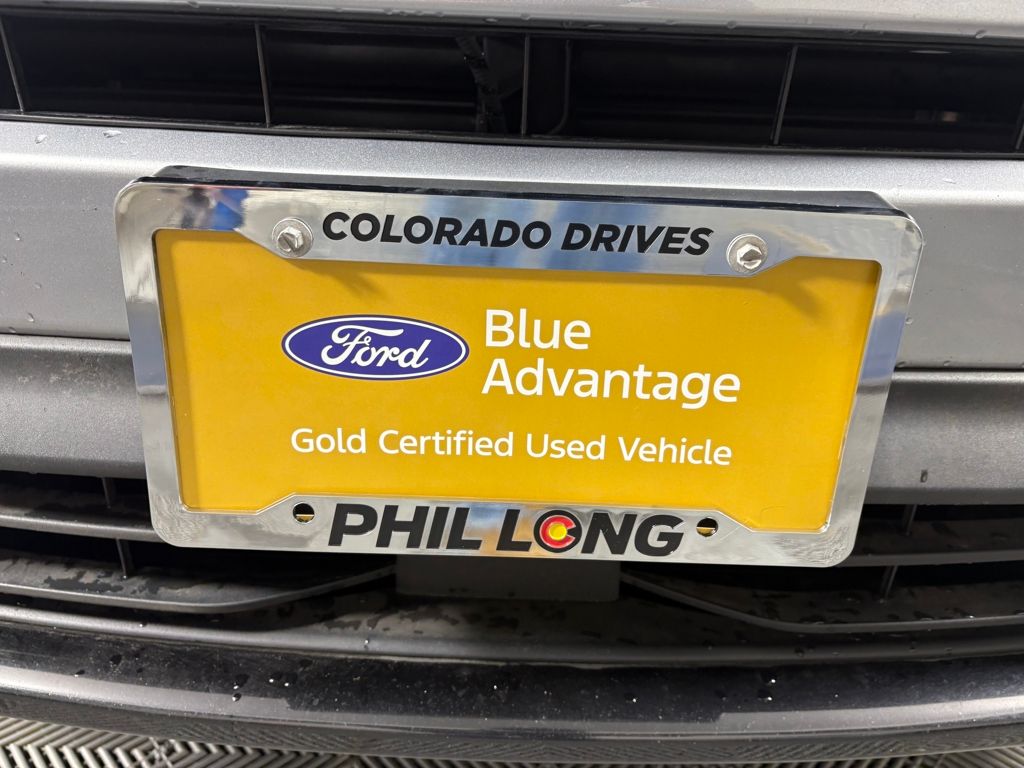 COLORADO DRIVES
Ford
Blue
Advantage
Gold Certified Used Vehicle
PHIL LONG